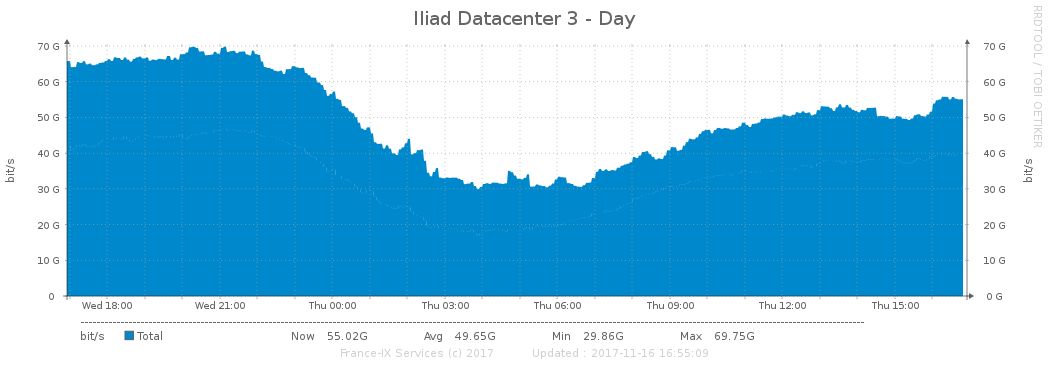 Iliad Datacenter 3 - Day
RRDTOOL / TOBI OETIKER
70 G 70 G
60 G 60 G
50 G 50 G
40 G 40 G
30 G 30 G
20 G 20 G
10 G 10 G
0 0 G
bit/s bit/s
Wed 18:00 Wed 21:00 Thu 00:00 Thu 03:00 Thu 06:00 Thu 09:00 Thu 12:00 Thu 15:00
bit/s Total Now 55.02G Avg 49.65G Min 29.86G Max 69.75G
France-IX Services (c) 2017 Updated : 2017-11-16 16:55:09